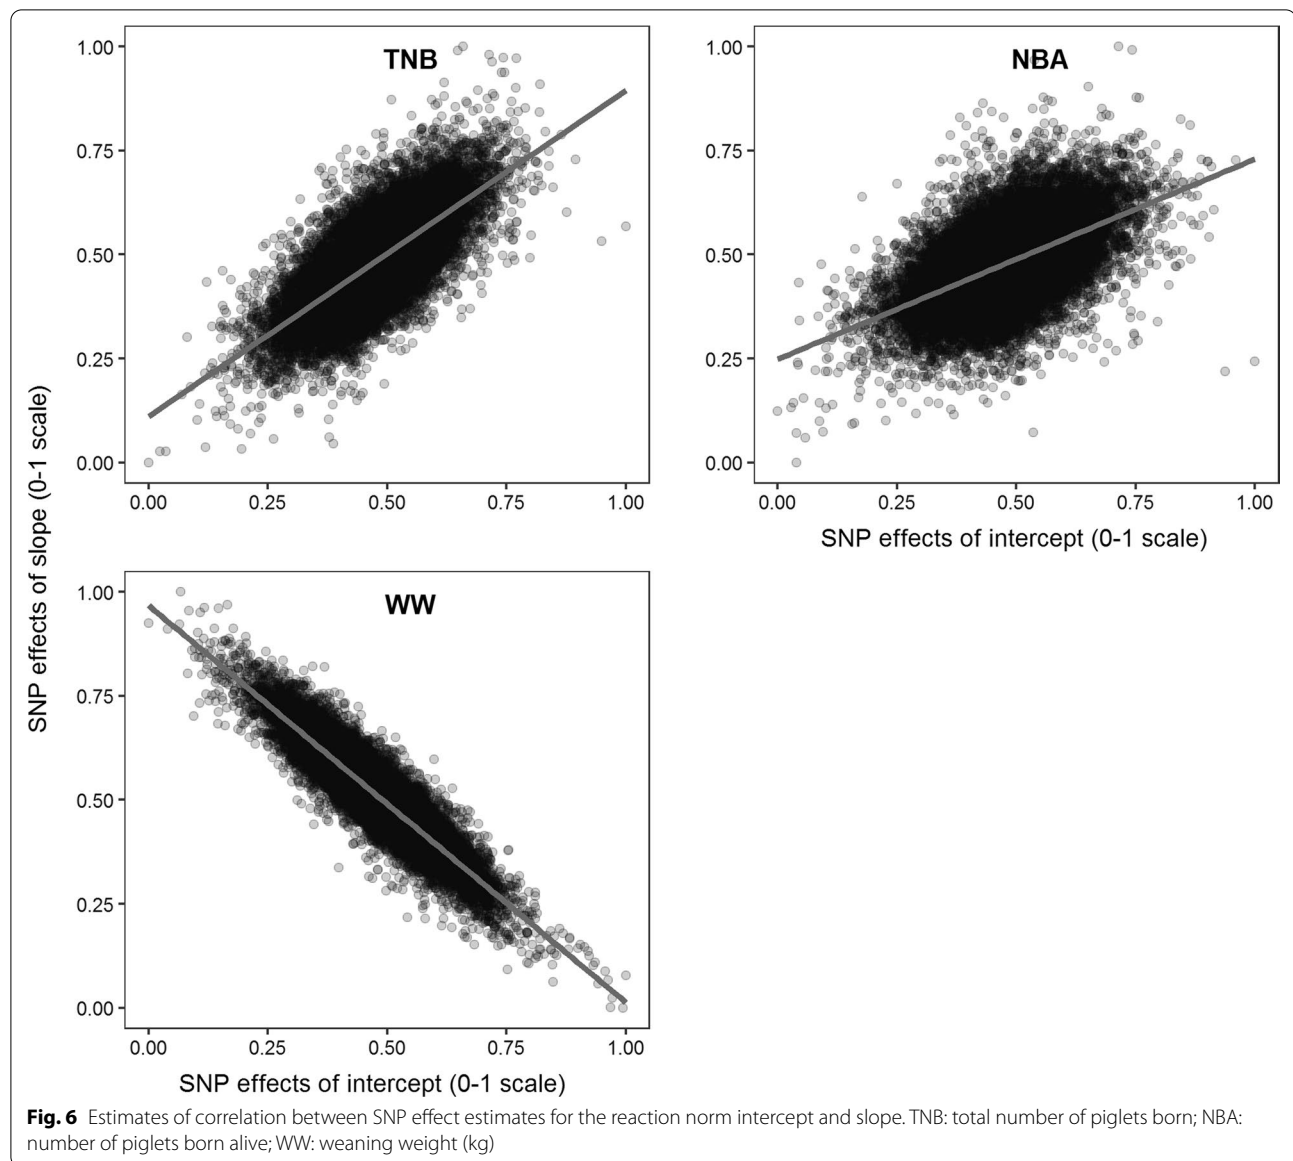 TNB
1.00
0.75
0.50
0.25
0.00
0.00 0.25 0.50 0.75 1.00
NBA
1.00
0.75
0.50
0.25
0.00
0.00 0.25 0.50 0.75 1.00
SNP effects of intercept (0-1 scale)
SNP effects of slope (0-1 scale)
WW
1.00
0.75
0.50
0.25
0.00
0.00 0.25 0.50 0.75 1.00
SNP effects of intercept (0-1 scale)
Fig. 6 Estimates of correlation between SNP effect estimates for the reaction norm intercept and slope. TNB: total number of piglets born; NBA:
number of piglets born alive; WW: weaning weight (kg)